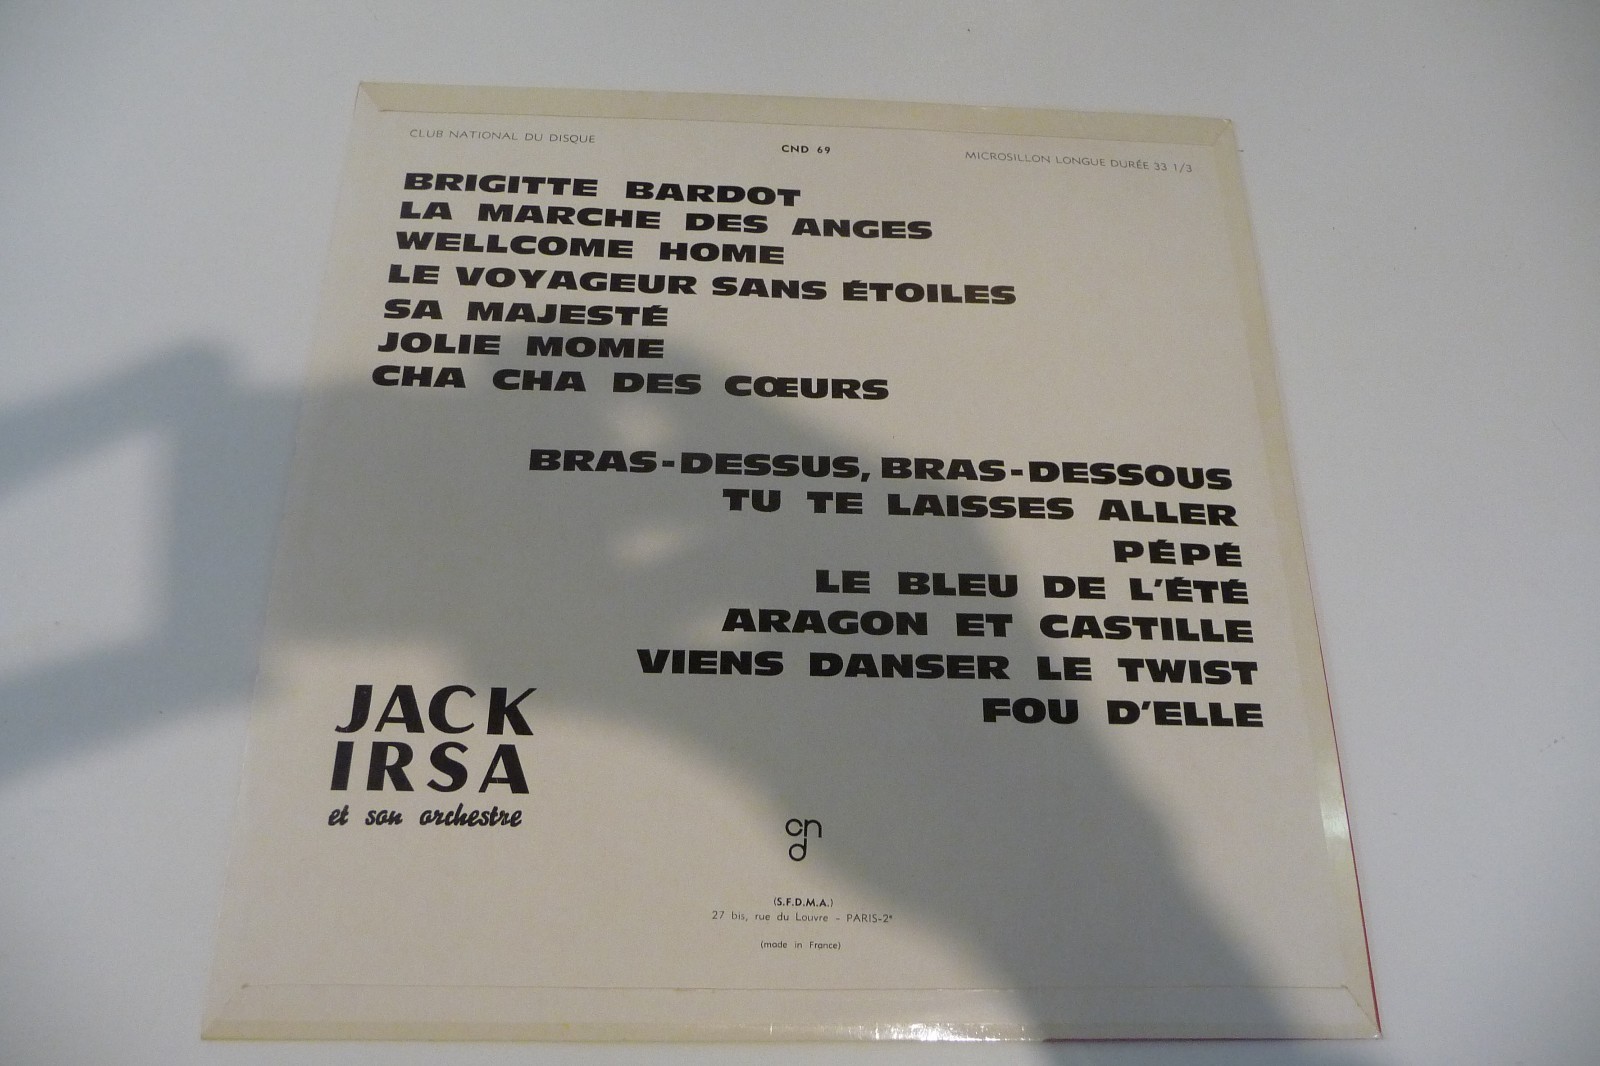 CLUB NATIONAL DU DISQUE
CND 69
MICROSILLON LONGUE DURÉE 33 1/3
BRIGITTE BARDOT
LA MARCHE DES ANGES
WELLCOME HOME
LE VOYAGEUR SANS ÉTOILES
SA MAJESTÉ
JOLIE MOME
CHA CHA DES CŒURS
BRAS-DESSUS, BRAS-DESSOUS
TU TE LAISSES ALLER
PÉPÉ
LE BLEU DE L'ÉTÉ
ARAGON ET CASTILLE
VIENS DANSER LE TWIST
FOU D'ELLE
JACK
IRSA
et son orchestre
cn
d
(S.F.D.M.A.)
27 bis, rue du Louvre - PARIS-2e
(made in France)